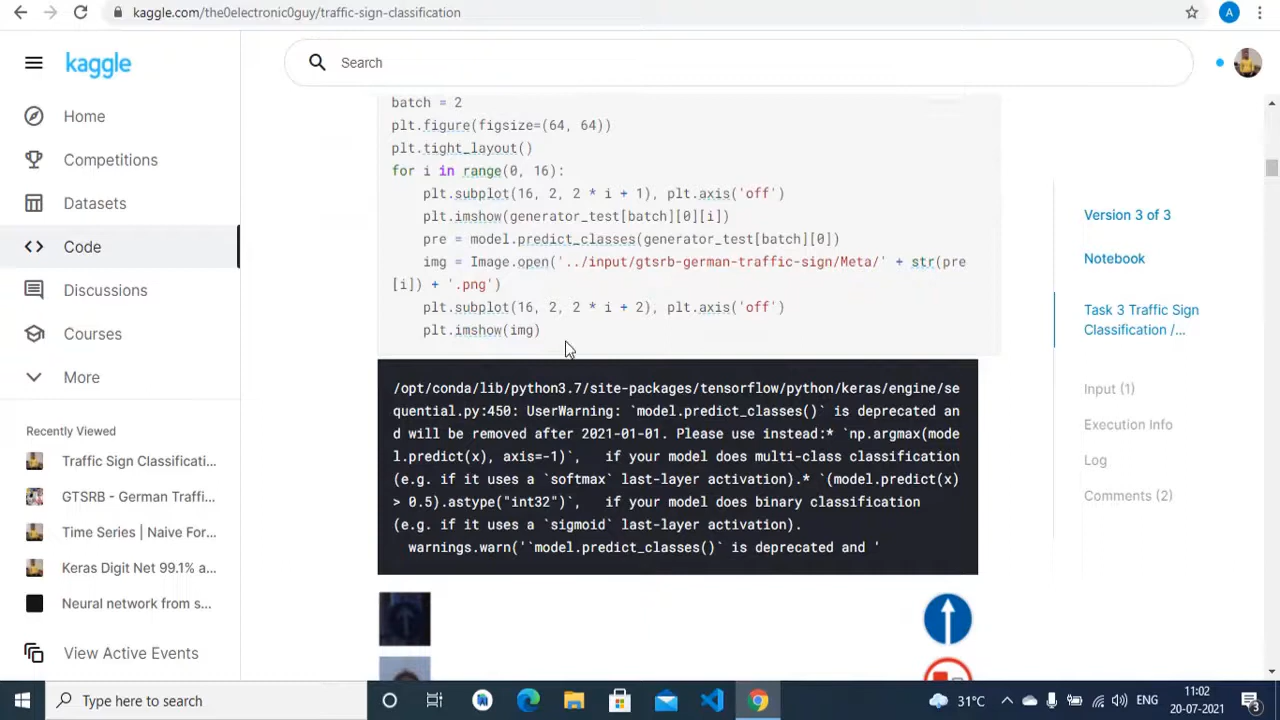 kaggle.com/the0electronic0guy/traffic-sign-classification
A
kaggle
Search
Home
Competitions
Datasets
Code
Discussions
Courses
More
Recently Viewed
Traffic Sign Classificati...
GTSRB - German Traffi...
Time Series | Naive For...
Keras Digit Net 99.1% a...
Neural network from s...
View Active Events
batch = 2
plt.figure(figsize=(64, 64))
plt.tight_layout()
for i in range(0, 16):
plt.subplot(16, 2, 2 * i + 1), plt.axis('off')
plt.imshow(generator_test[batch][0][i])
pre = model.predict_classes(generator_test[batch][0])
img = Image.open('../input/gtsrb-german-traffic-sign/Meta/' + str(pre
[i]) + '.png')
plt.subplot(16, 2, 2 * i + 2), plt.axis('off')
plt.imshow(img)
/opt/conda/lib/python3.7/site-packages/tensorflow/python/keras/engine/se
quential.py:450: UserWarning: `model.predict_classes()` is deprecated an
d will be removed after 2021-01-01. Please use instead:* `np.argmax(mode
l.predict(x), axis=-1)`,   if your model does multi-class classification
(e.g. if it uses a `softmax` last-layer activation).* `(model.predict(x)
> 0.5).astype("int32")`,   if your model does binary classification
(e.g. if it uses a `sigmoid` last-layer activation).
warnings.warn('`model.predict_classes()` is deprecated and '
Version 3 of 3
Notebook
Task 3 Traffic Sign
Classification /...
Input (1)
Execution Info
Log
Comments (2)
Type here to search
31°C
ENG
11:02
20-07-2021
3